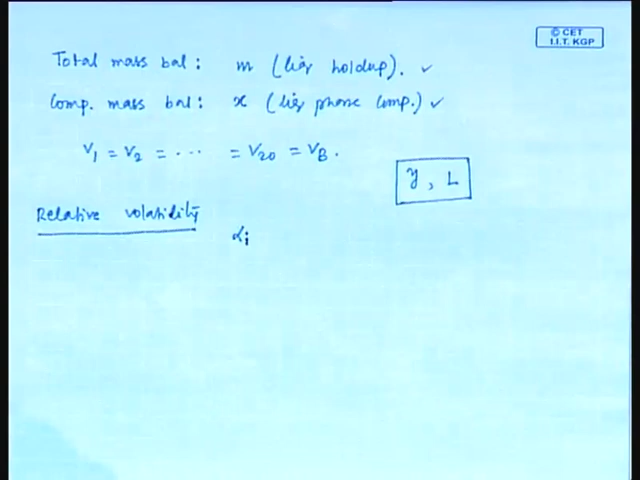 © CET
I.I.T. KGP
Total mass bal : m (liq holdup). ✓
Comp. mass bal : x (liq phase comp.) ✓
V1 = V2 = ... = V20 = VB.
y, L
Relative volatility
αi